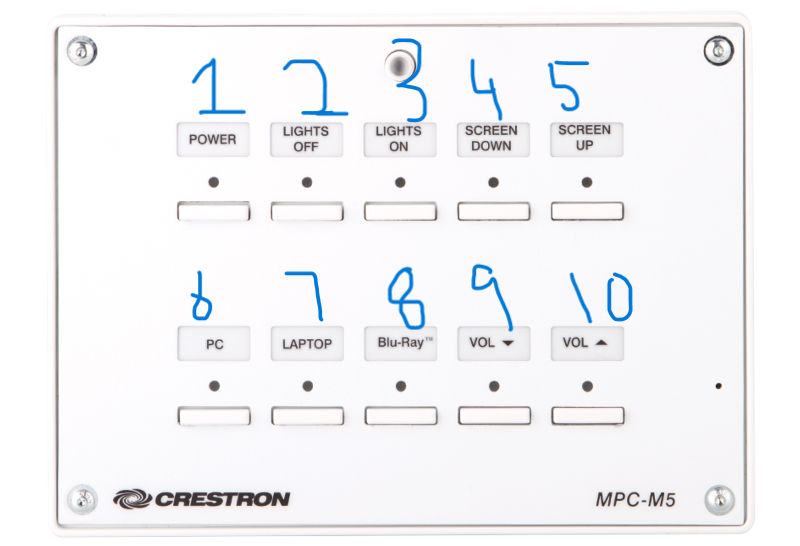 1 2 3 4 5
POWER
LIGHTS OFF
LIGHTS ON
SCREEN DOWN
SCREEN UP
6 7 8 9 10
PC
LAPTOP
Blu-Ray™
VOL ▼
VOL ▲
CRESTRON
MPC-M5